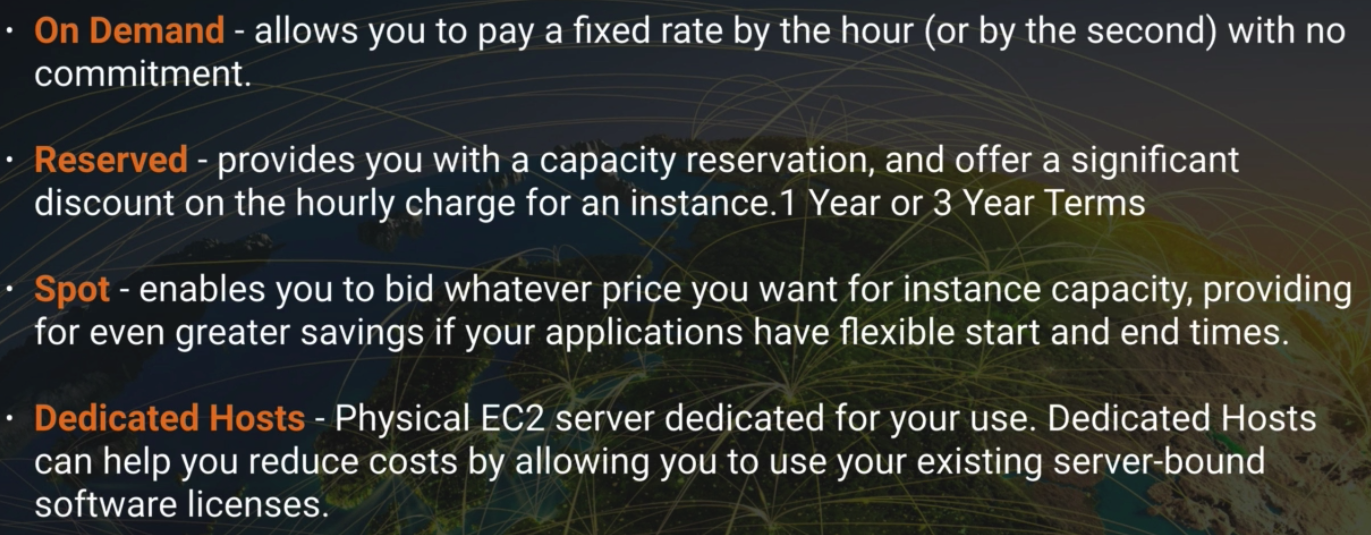 • On Demand - allows you to pay a fixed rate by the hour (or by the second) with no
commitment.
• Reserved - provides you with a capacity reservation, and offer a significant
discount on the hourly charge for an instance.1 Year or 3 Year Terms
• Spot - enables you to bid whatever price you want for instance capacity, providing
for even greater savings if your applications have flexible start and end times.
• Dedicated Hosts - Physical EC2 server dedicated for your use. Dedicated Hosts
can help you reduce costs by allowing you to use your existing server-bound
software licenses.